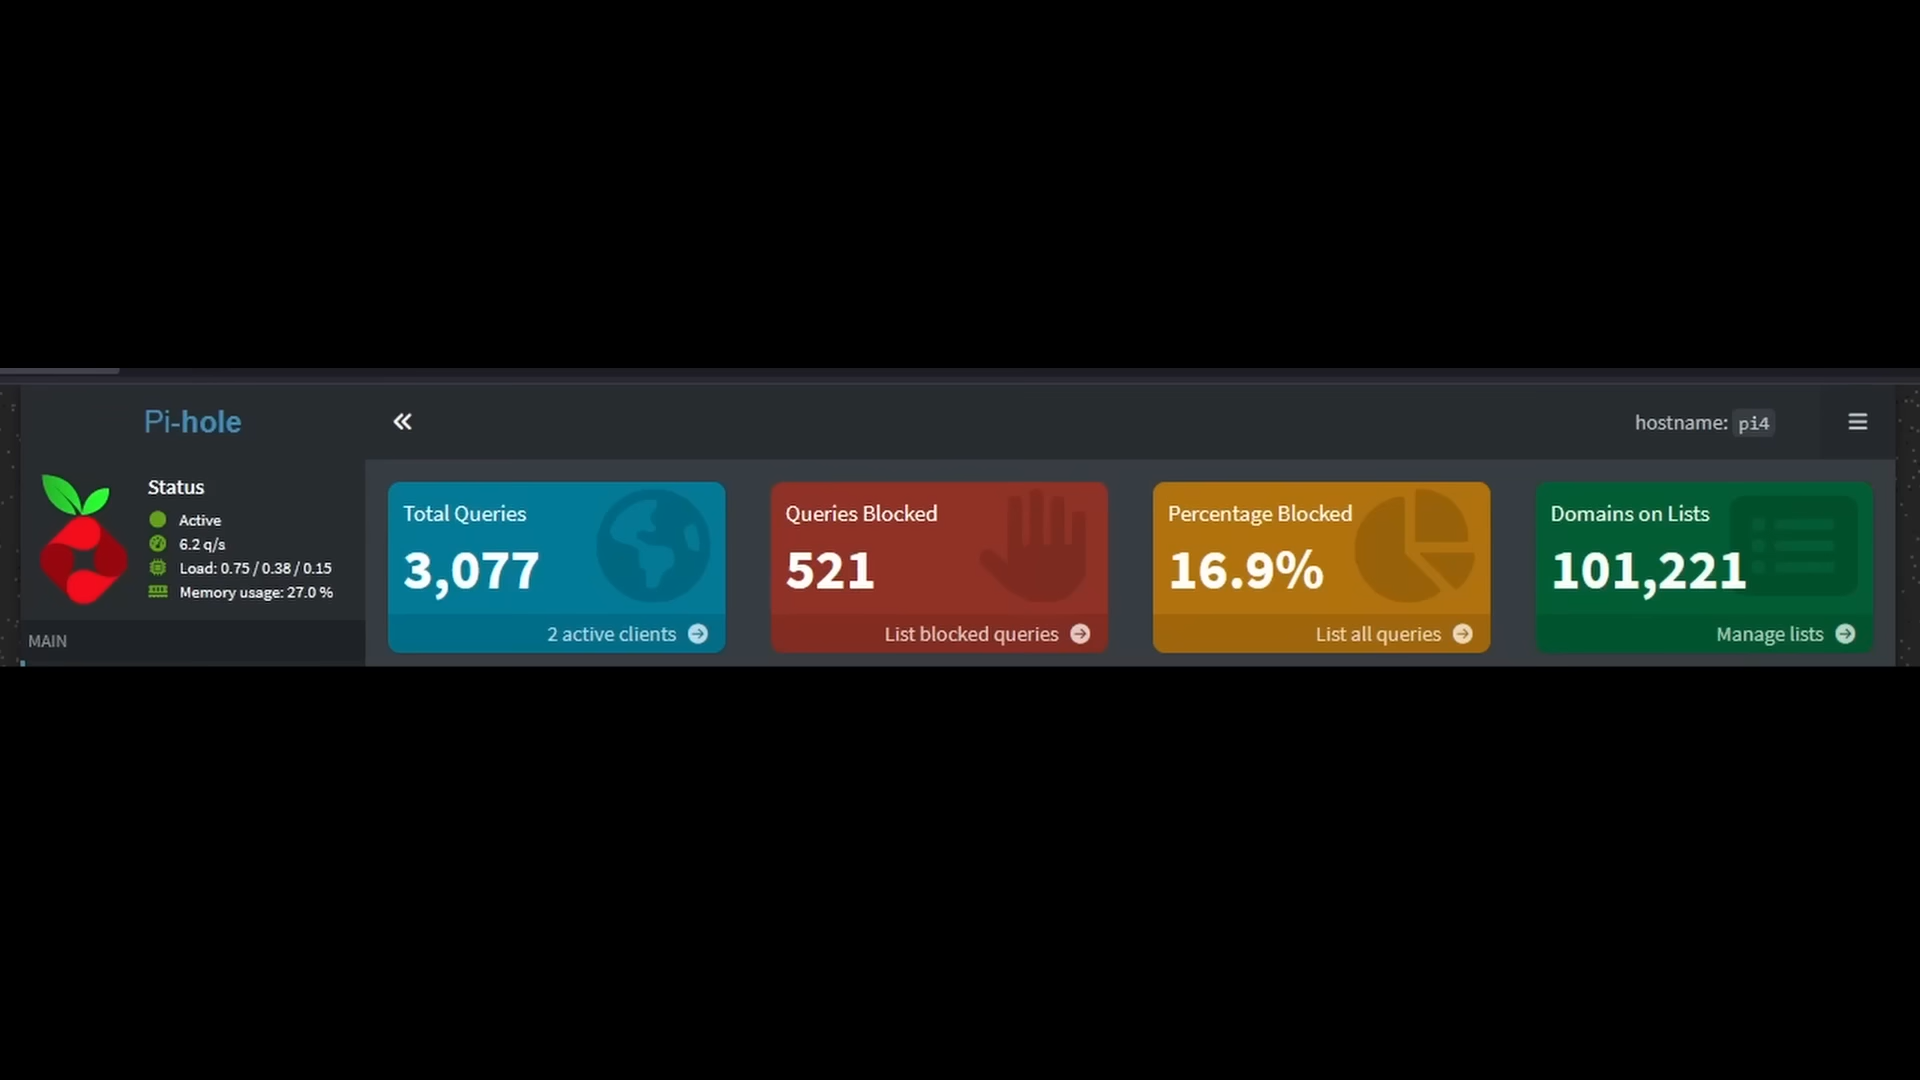 Pi-hole
hostname: pi4
Status
Active
6.2 q/s
Load: 0.75 / 0.38 / 0.15
Memory usage: 27.0 %
MAIN
Total Queries
3,077
2 active clients
Queries Blocked
521
List blocked queries
Percentage Blocked
16.9%
List all queries
Domains on Lists
101,221
Manage lists